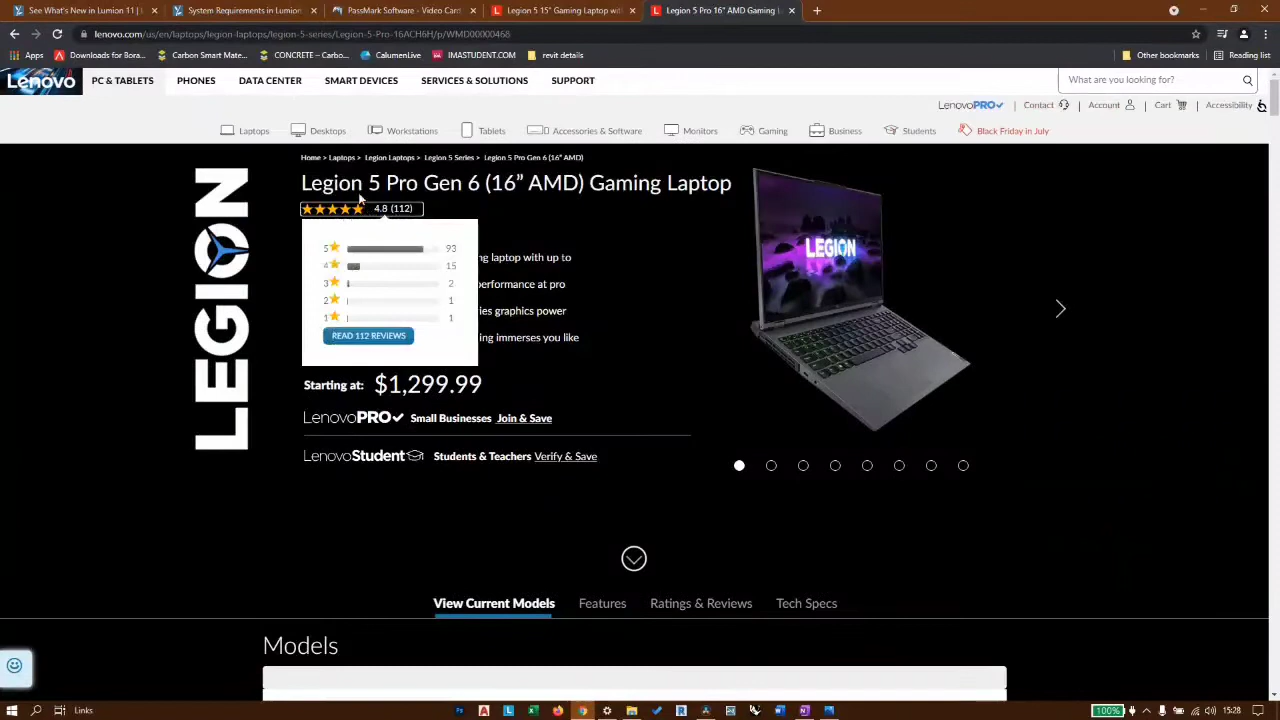 See What's New in Lumion 11 |
System Requirements in Lumion
PassMark Software - Video Card
Legion 5 15" Gaming Laptop with
Legion 5 Pro 16" AMD Gaming L
lenovo.com/us/en/laptops/legion-laptops/legion-5-series/Legion-5-Pro-16ACH6H/p/WMD00000468
Apps
Downloads for Bora...
Carbon Smart Mate...
CONCRETE – Carbo...
CalumenLive
IMASTUDENT.COM
revit details
Other bookmarks
Reading list
Lenovo
PC & TABLETS
PHONES
DATA CENTER
SMART DEVICES
SERVICES & SOLUTIONS
SUPPORT
What are you looking for?
LenovoPRO
Contact
Account
Cart
Accessibility
Laptops
Desktops
Workstations
Tablets
Accessories & Software
Monitors
Gaming
Business
Students
Black Friday in July
Home > Laptops > Legion Laptops > Legion 5 Series > Legion 5 Pro Gen 6 (16" AMD)
Legion 5 Pro Gen 6 (16” AMD) Gaming Laptop
4.8 (112)
5 93
4 15
3 2
2 1
1 1
READ 112 REVIEWS
ng laptop with up to
performance at pro
ies graphics power
ing immerses you like
LEGION
LEGION
Starting at: $1,299.99
LenovoPRO Small Businesses Join & Save
LenovoStudent Students & Teachers Verify & Save
View Current Models
Features
Ratings & Reviews
Tech Specs
Models
Links
100%
15:28